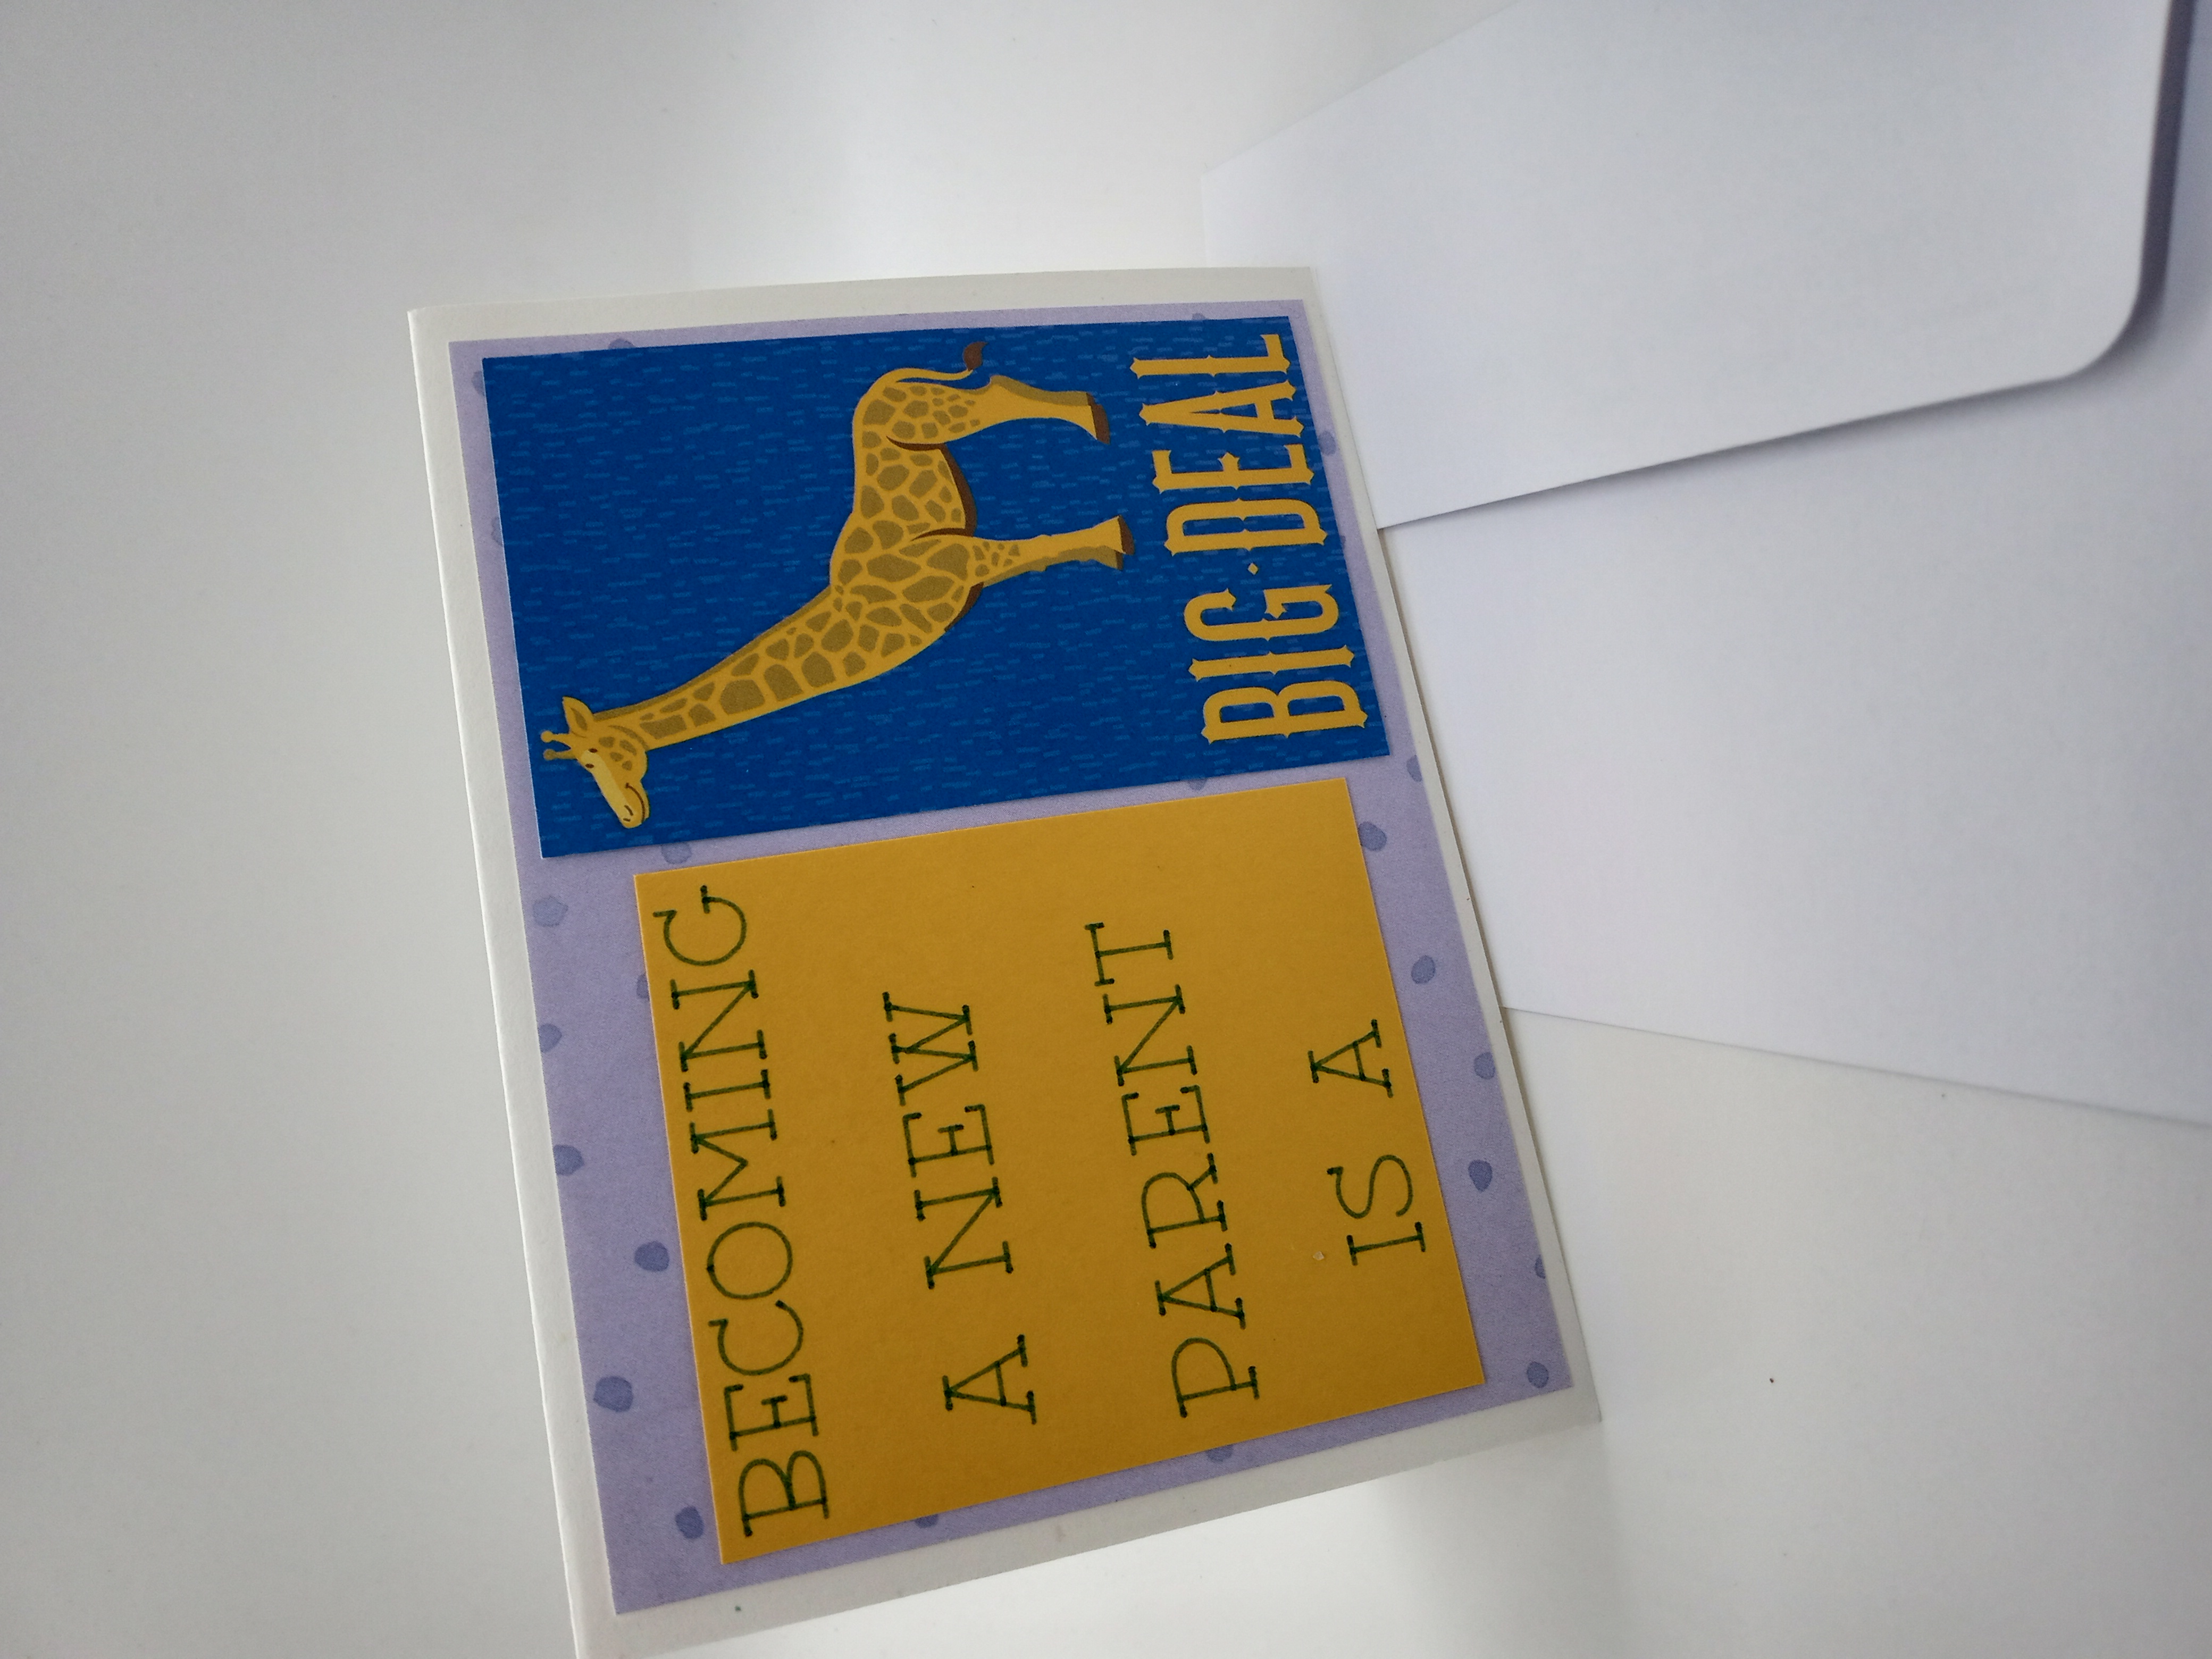 BECOMING
A NEW
PARENT
IS A
BIG·DEAL